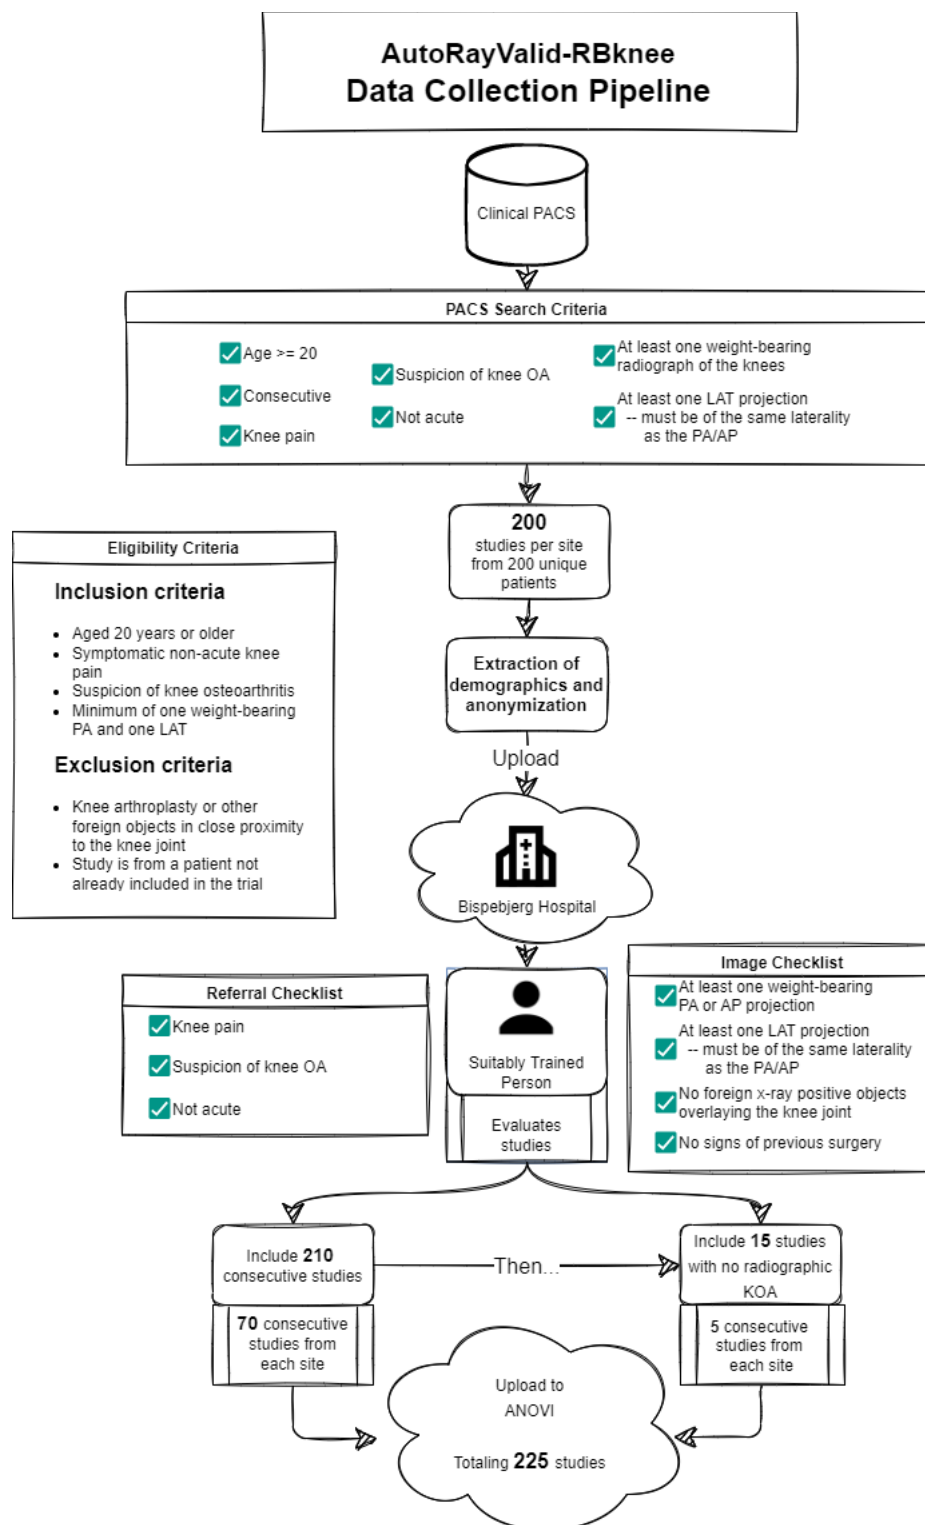 AutoRayValid-RBknee
Data Collection Pipeline
Clinical PACS
PACS Search Criteria
Age >= 20
Consecutive
Knee pain
Suspicion of knee OA
Not acute
At least one weight-bearing
radiograph of the knees
At least one LAT projection
-- must be of the same laterality
as the PA/AP
200
studies per site
from 200 unique
patients
Eligibility Criteria
Inclusion criteria
• Aged 20 years or older
• Symptomatic non-acute knee
pain
• Suspicion of knee osteoarthritis
• Minimum of one weight-bearing
PA and one LAT
Exclusion criteria
• Knee arthroplasty or other
foreign objects in close proximity
to the knee joint
• Study is from a patient not
already included in the trial
Extraction of
demographics and
anonymization
Upload
Bispebjerg Hospital
Referral Checklist
Knee pain
Suspicion of knee OA
Not acute
Suitably Trained
Person
Evaluates
studies
Image Checklist
At least one weight-bearing
PA or AP projection
At least one LAT projection
-- must be of the same laterality
as the PA/AP
No foreign x-ray positive objects
overlaying the knee joint
No signs of previous surgery
Include 210
consecutive studies
70 consecutive
studies from
each site
Then...
Include 15 studies
with no radiographic
KOA
5 consecutive
studies from
each site
Upload to
ANOVI
Totaling 225 studies